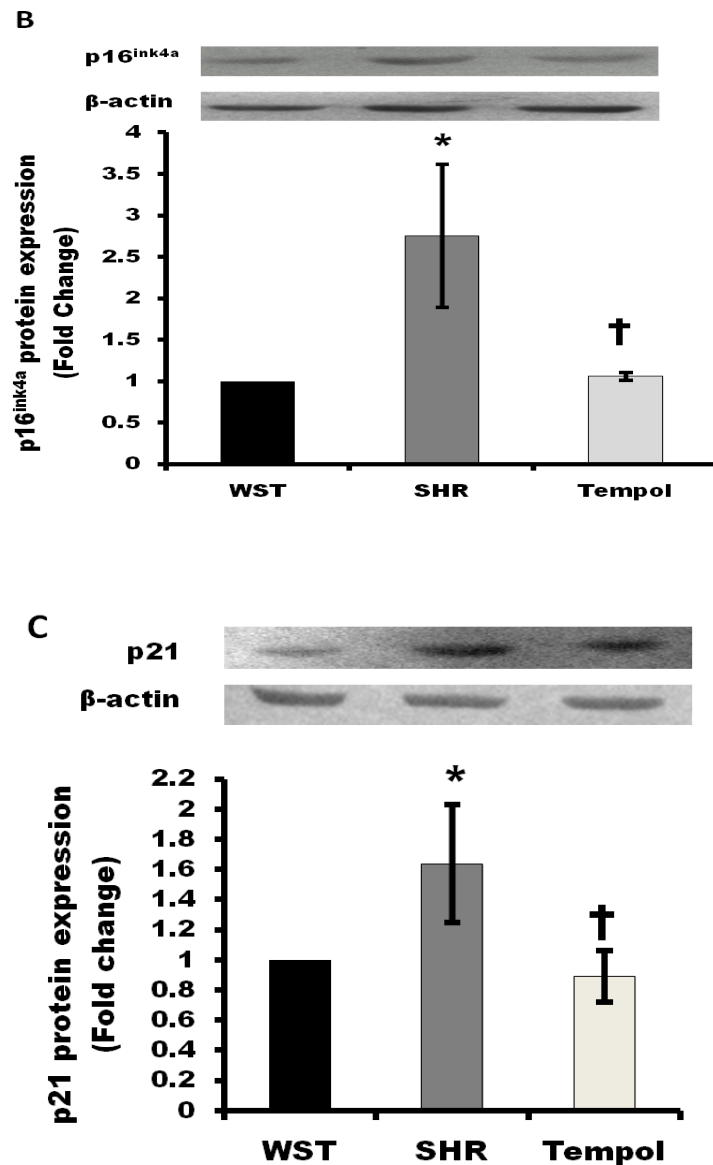 B
p16ink4a
β-actin
p16ink4a protein expression
(Fold Change)
4
3.5
3
2.5
2
1.5
1
0.5
0
*
†
WST SHR Tempol
C
p21
β-actin
p21 protein expression
(Fold change)
2.2
2
1.8
1.6
1.4
1.2
1
0.8
0.6
0.4
0.2
0
*
†
WST SHR Tempol